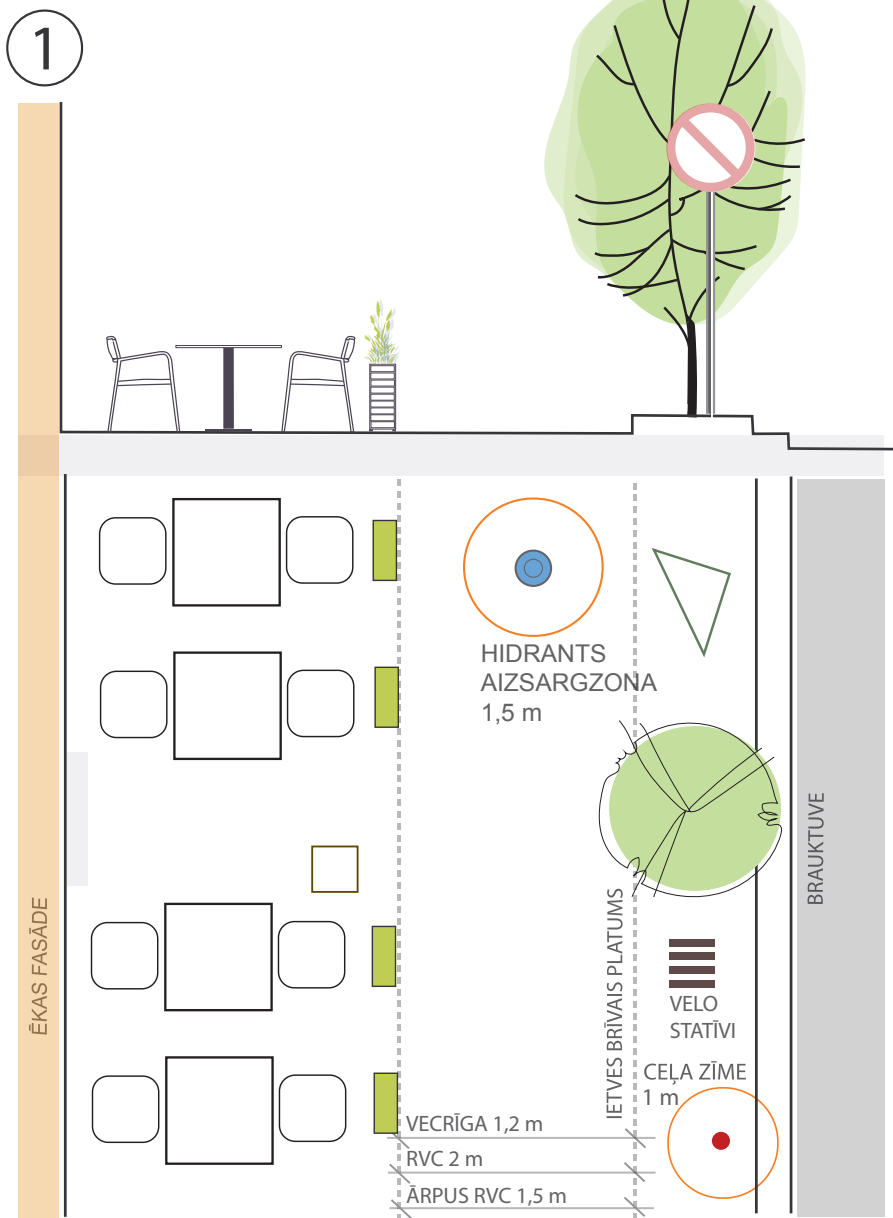 1
HIDRANTS
AIZSARGZONA
1,5 m
BRAUKTUVE
ĒKAS FASĀDE
IETVES BRĪVAIS PLATUMS
VELO
STATĪVI
CEĻA ZĪME
1 m
VECRĪGA 1,2 m
RVC 2 m
ĀRPUS RVC 1,5 m